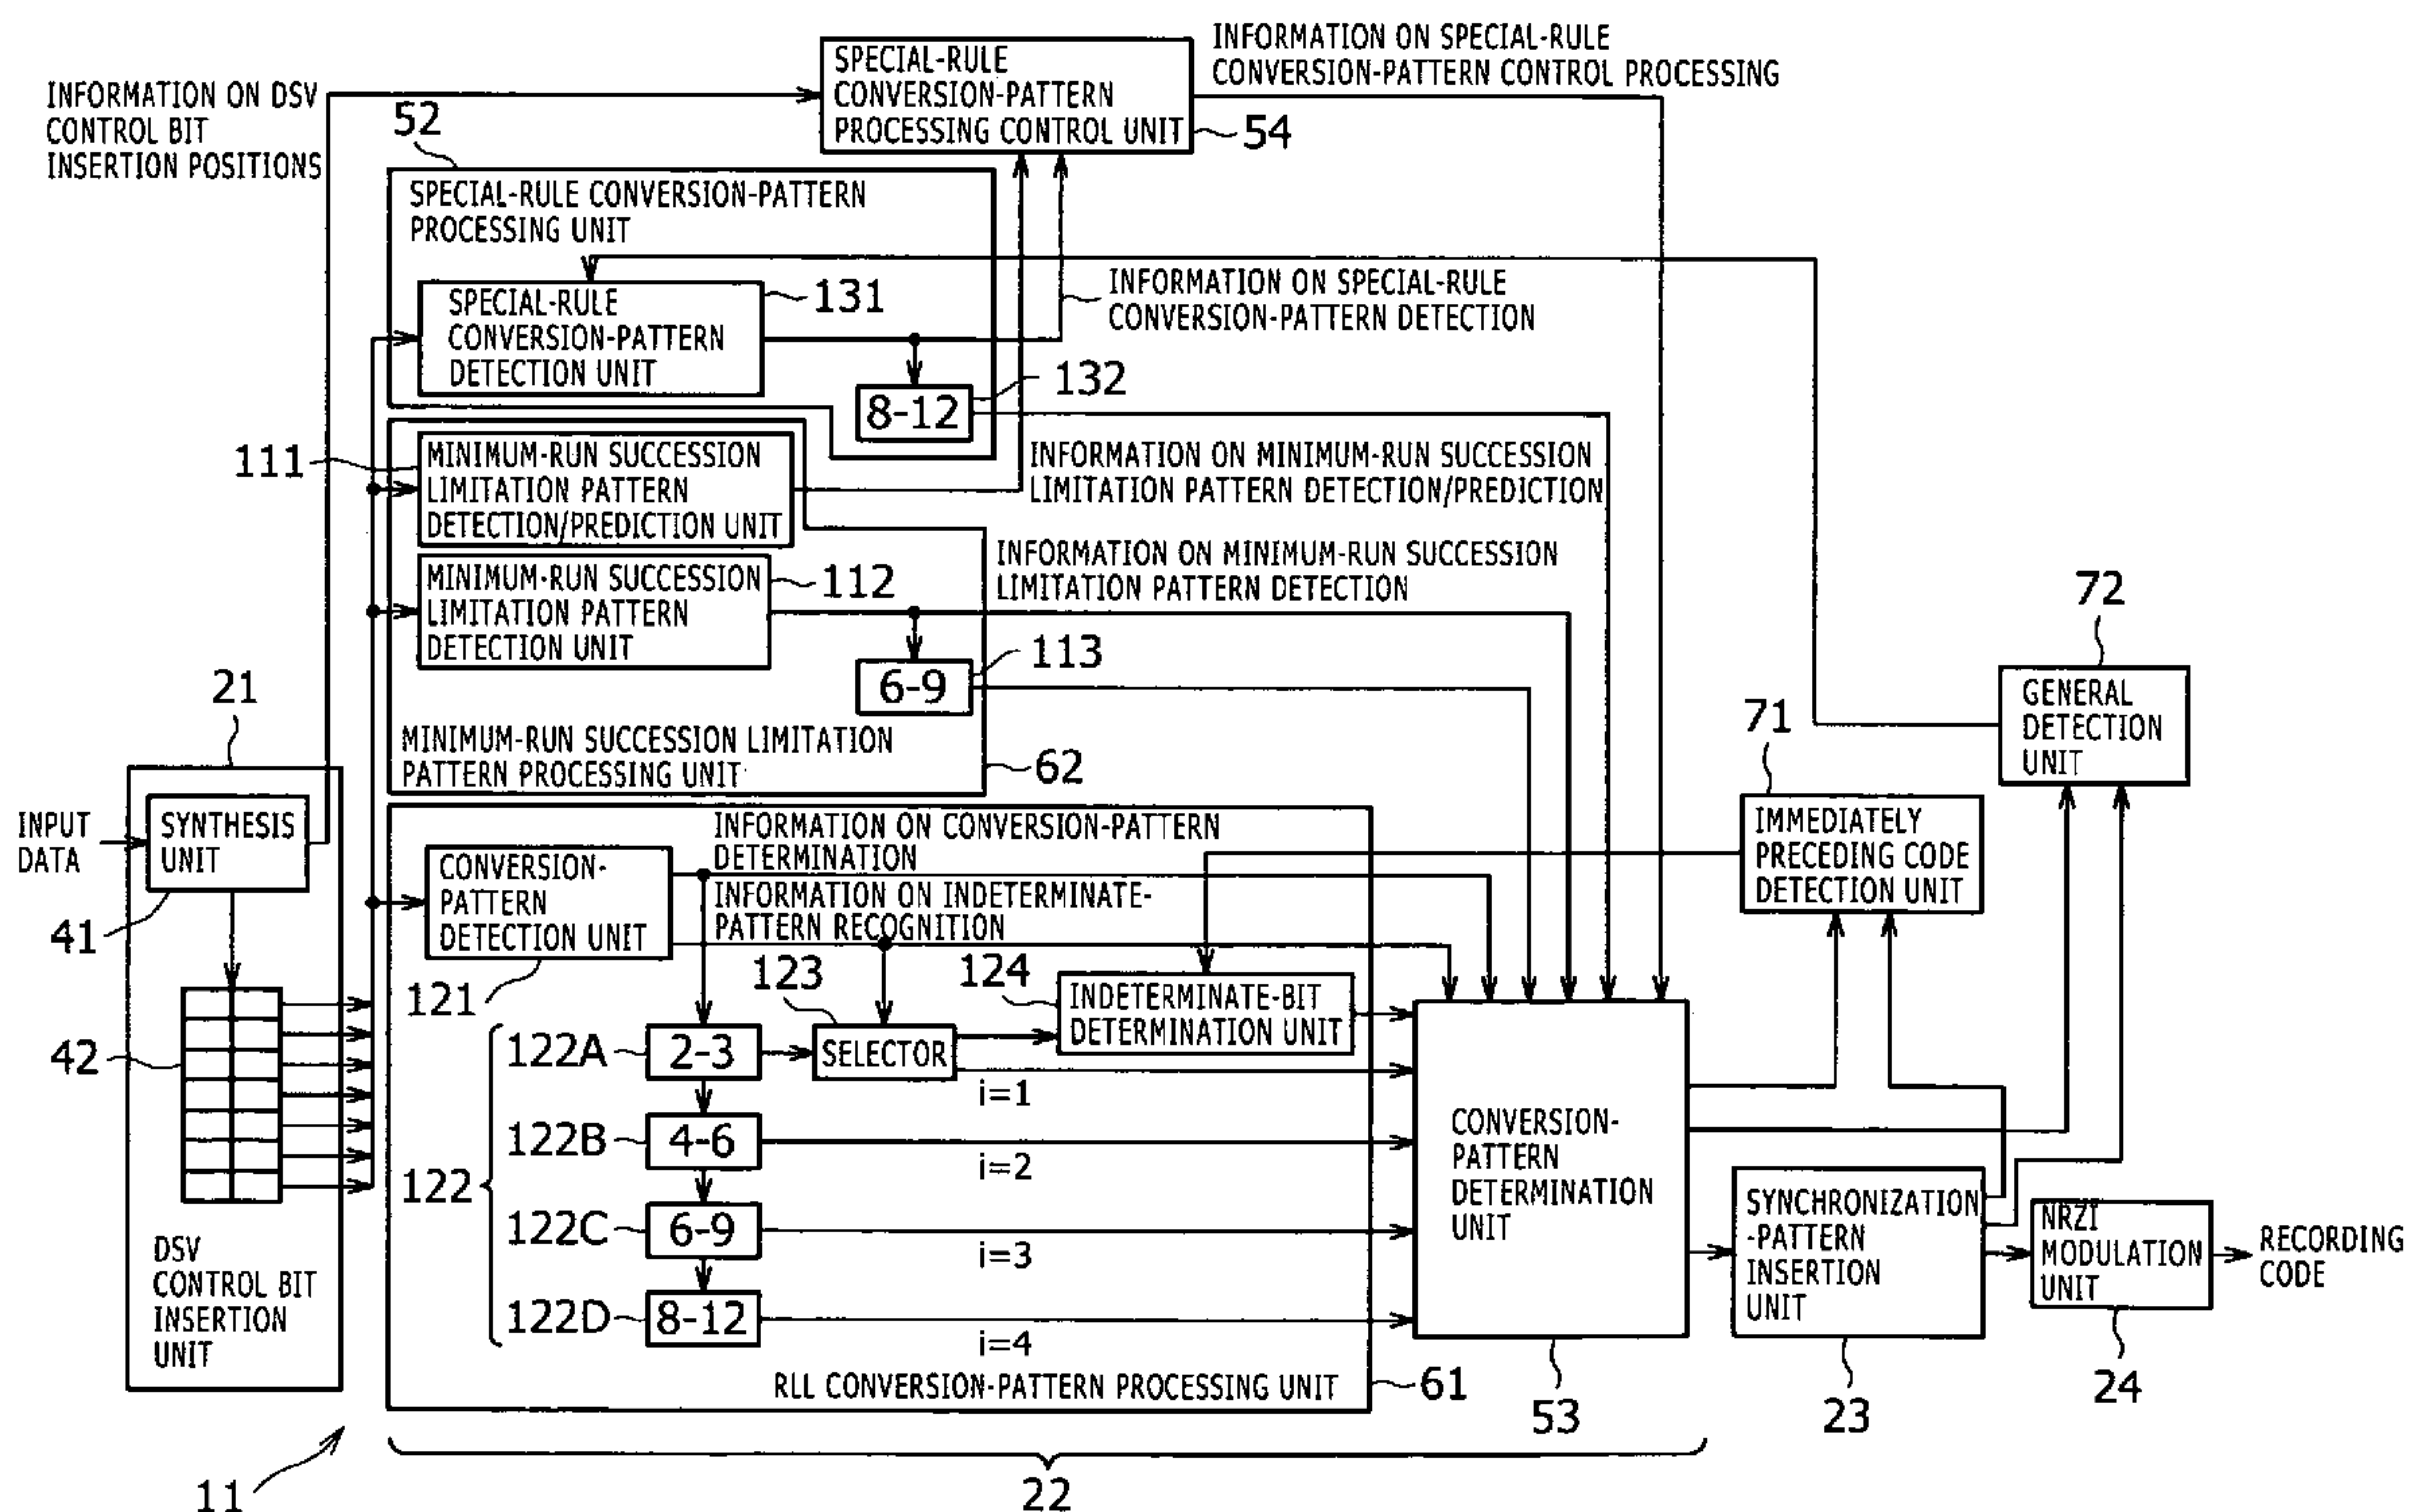 INFORMATION ON DSV
CONTROL BIT
INSERTION POSITIONS
52
SPECIAL-RULE
CONVERSION-PATTERN
PROCESSING CONTROL UNIT
54
INFORMATION ON SPECIAL-RULE
CONVERSION-PATTERN CONTROL PROCESSING
SPECIAL-RULE CONVERSION-PATTERN
PROCESSING UNIT
SPECIAL-RULE
CONVERSION-PATTERN
DETECTION UNIT
131
INFORMATION ON SPECIAL-RULE
CONVERSION-PATTERN DETECTION
8-12
132
111
MINIMUM-RUN SUCCESSION
LIMITATION PATTERN
DETECTION/PREDICTION UNIT
INFORMATION ON MINIMUM-RUN SUCCESSION
LIMITATION PATTERN DETECTION/PREDICTION
MINIMUM-RUN SUCCESSION
LIMITATION PATTERN
DETECTION UNIT
112
INFORMATION ON MINIMUM-RUN SUCCESSION
LIMITATION PATTERN DETECTION
6-9
113
MINIMUM-RUN SUCCESSION LIMITATION
PATTERN PROCESSING UNIT
62
72
GENERAL
DETECTION
UNIT
71
IMMEDIATELY
PRECEDING CODE
DETECTION UNIT
21
INPUT
DATA
SYNTHESIS
UNIT
41
42
DSV
CONTROL BIT
INSERTION
UNIT
CONVERSION-
PATTERN
DETECTION UNIT
121
INFORMATION ON CONVERSION-PATTERN
DETERMINATION
INFORMATION ON INDETERMINATE-
PATTERN RECOGNITION
123
124
INDETERMINATE-BIT
DETERMINATION UNIT
122A
2-3
SELECTOR
i=1
122B
4-6
i=2
122
122C
6-9
i=3
122D
8-12
i=4
RLL CONVERSION-PATTERN PROCESSING UNIT
61
CONVERSION-
PATTERN
DETERMINATION
UNIT
53
SYNCHRONIZATION
-PATTERN
INSERTION
UNIT
23
NRZI
MODULATION
UNIT
24
RECORDING
CODE
11
22